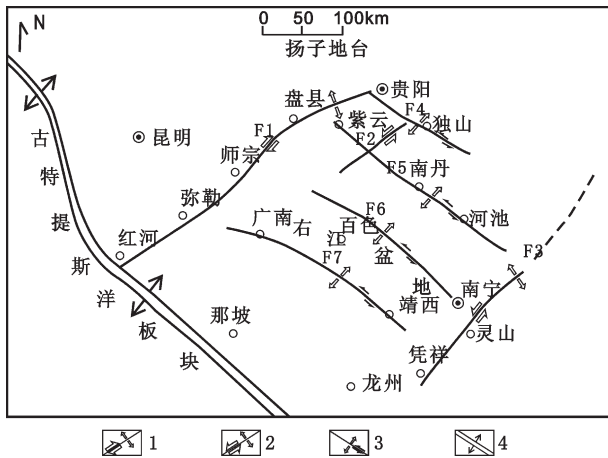 N
0 50 100km
扬子地台
贵阳
盘县
F4
紫云
独山
昆明
F1
F2
师宗
F5
南丹
弥勒
F6
河池
广南
右江盆地
百色
F3
红河
F7
南宁
那坡
靖西
灵山
凭祥
龙州
古特提斯洋板块
1
2
3
4